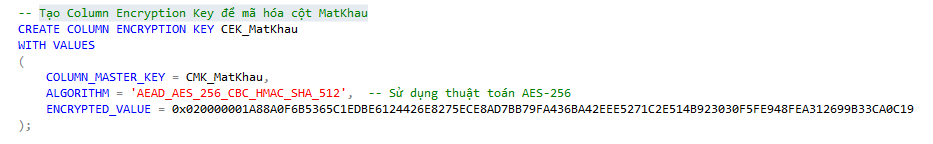 -- Tạo Column Encryption Key để mã hóa cột MatKhau
CREATE COLUMN ENCRYPTION KEY CEK_MatKhau
WITH VALUES
(
    COLUMN_MASTER_KEY = CMK_MatKhau,
    ALGORITHM = 'AEAD_AES_256_CBC_HMAC_SHA_512',  -- Sử dụng thuật toán AES-256
    ENCRYPTED_VALUE = 0x020000001A88A0F6B5365C1EDBE6124426E8275ECE8AD7BB79FA436BA42EEE5271C2E514B923030F5FE948FEA312699B33CA0C19
);